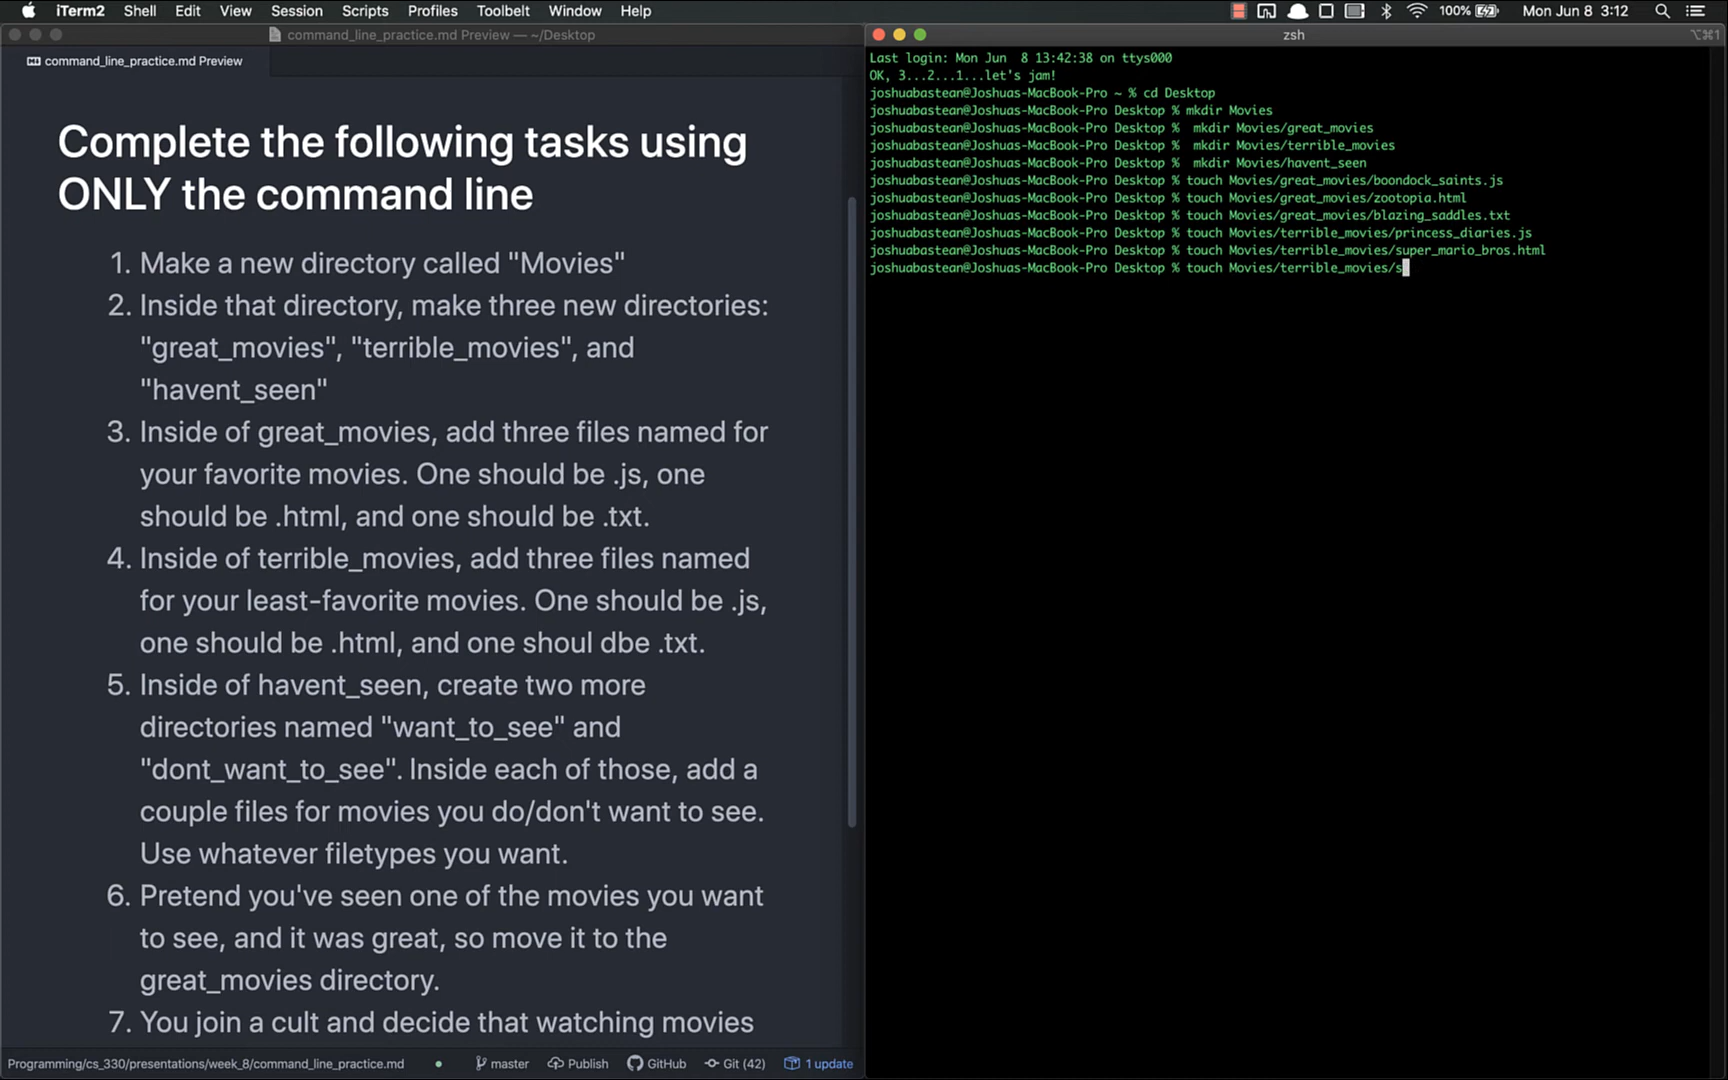 iTerm2 Shell Edit View Session Scripts Profiles Toolbelt Window Help 100% Mon Jun 8 3:12
command_line_practice.md Preview — ~/Desktop
command_line_practice.md Preview
Complete the following tasks using
ONLY the command line
1. Make a new directory called "Movies"
2. Inside that directory, make three new directories:
"great_movies", "terrible_movies", and
"havent_seen"
3. Inside of great_movies, add three files named for
your favorite movies. One should be .js, one
should be .html, and one should be .txt.
4. Inside of terrible_movies, add three files named
for your least-favorite movies. One should be .js,
one should be .html, and one shoul dbe .txt.
5. Inside of havent_seen, create two more
directories named "want_to_see" and
"dont_want_to_see". Inside each of those, add a
couple files for movies you do/don't want to see.
Use whatever filetypes you want.
6. Pretend you've seen one of the movies you want
to see, and it was great, so move it to the
great_movies directory.
7. You join a cult and decide that watching movies
Programming/cs_330/presentations/week_8/command_line_practice.md master Publish GitHub Git (42) 1 update
zsh ⌥⌘1
Last login: Mon Jun  8 13:42:38 on ttys000
OK, 3...2...1...let's jam!
joshuabastean@Joshuas-MacBook-Pro ~ % cd Desktop
joshuabastean@Joshuas-MacBook-Pro Desktop % mkdir Movies
joshuabastean@Joshuas-MacBook-Pro Desktop %  mkdir Movies/great_movies
joshuabastean@Joshuas-MacBook-Pro Desktop %  mkdir Movies/terrible_movies
joshuabastean@Joshuas-MacBook-Pro Desktop %  mkdir Movies/havent_seen
joshuabastean@Joshuas-MacBook-Pro Desktop % touch Movies/great_movies/boondock_saints.js
joshuabastean@Joshuas-MacBook-Pro Desktop % touch Movies/great_movies/zootopia.html
joshuabastean@Joshuas-MacBook-Pro Desktop % touch Movies/great_movies/blazing_saddles.txt
joshuabastean@Joshuas-MacBook-Pro Desktop % touch Movies/terrible_movies/princess_diaries.js
joshuabastean@Joshuas-MacBook-Pro Desktop % touch Movies/terrible_movies/super_mario_bros.html
joshuabastean@Joshuas-MacBook-Pro Desktop % touch Movies/terrible_movies/s